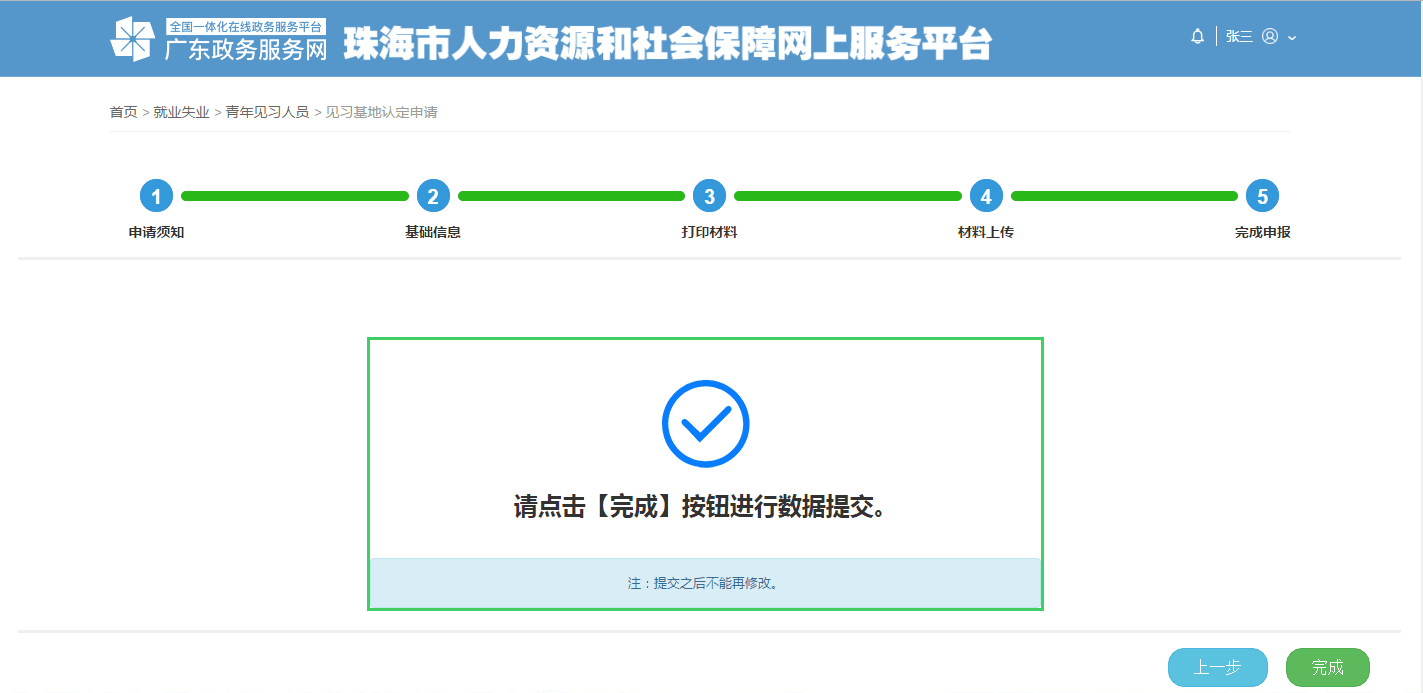 全国一体化在线政务服务平台
广东政务服务网
珠海市人力资源和社会保障网上服务平台
张三
首页 > 就业失业 > 青年见习人员 > 见习基地认定申请
1 2 3 4 5
申请须知 基础信息 打印材料 材料上传 完成申报
请点击【完成】按钮进行数据提交。
注：提交之后不能再修改。
上一步 完成